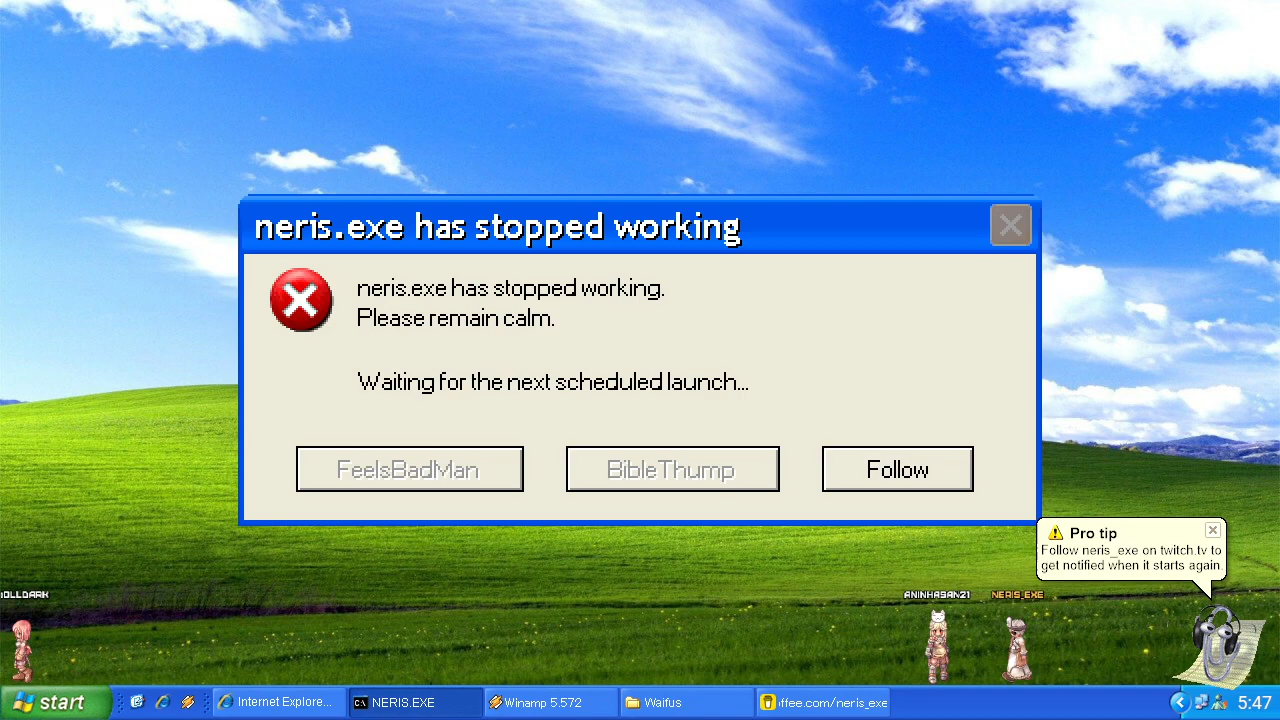 neris.exe has stopped working
neris.exe has stopped working.
Please remain calm.
Waiting for the next scheduled launch...
FeelsBadMan
BibleThump
Follow
Pro tip
Follow neris_exe on twitch.tv to
get notified when it starts again.
ANINHASAN21
NERIS_EXE
start
Internet Explore...
C:\
NERIS.EXE
Winamp 5.572
Waifus
ffee.com/neris_exe
5:47